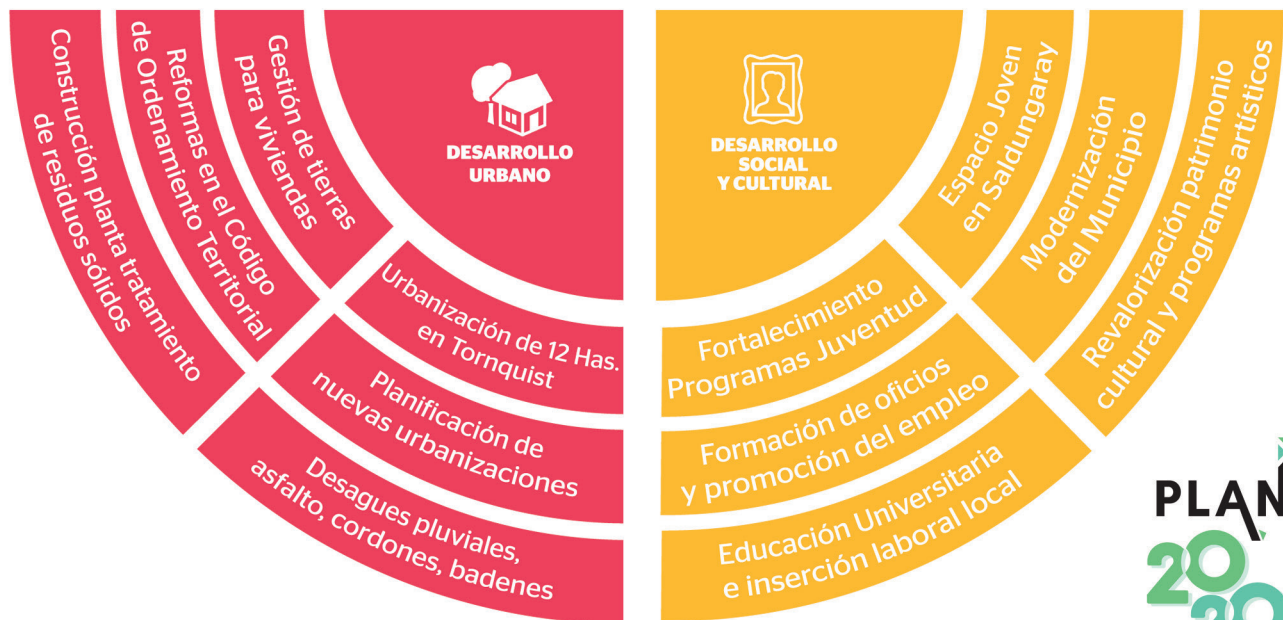 DESARROLLO
URBANO
Gestión de tierras
para viviendas
Reformas en el Código
de Ordenamiento Territorial
Construcción planta tratamiento
de residuos sólidos
Urbanización de 12 Has.
en Tornquist
Planificación de
nuevas urbanizaciones
Desagues pluviales,
asfalto, cordones, badenes
DESARROLLO
SOCIAL
Y CULTURAL
Espacio Joven
en Saldungaray
Modernización
del Municipio
Revalorización patrimonio
cultural y programas artísticos
Fortalecimiento
Programas Juventud
Formación de oficios
y promoción del empleo
Educación Universitaria
e inserción laboral local
PLAN
20
20